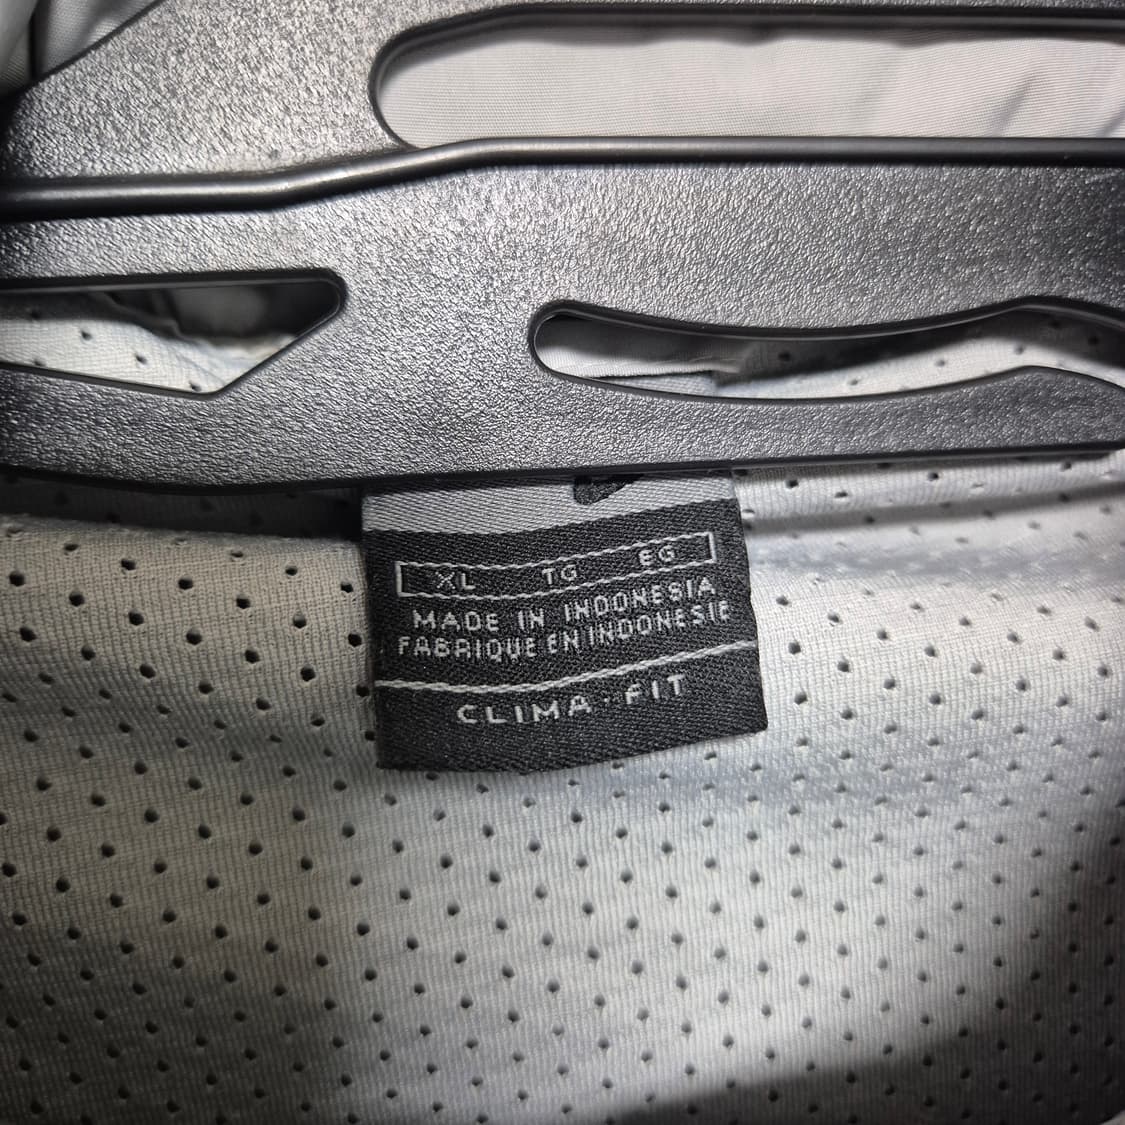 XL TG EG
MADE IN INDONESIA
FABRIQUE EN INDONESIE
CLIMA·FIT